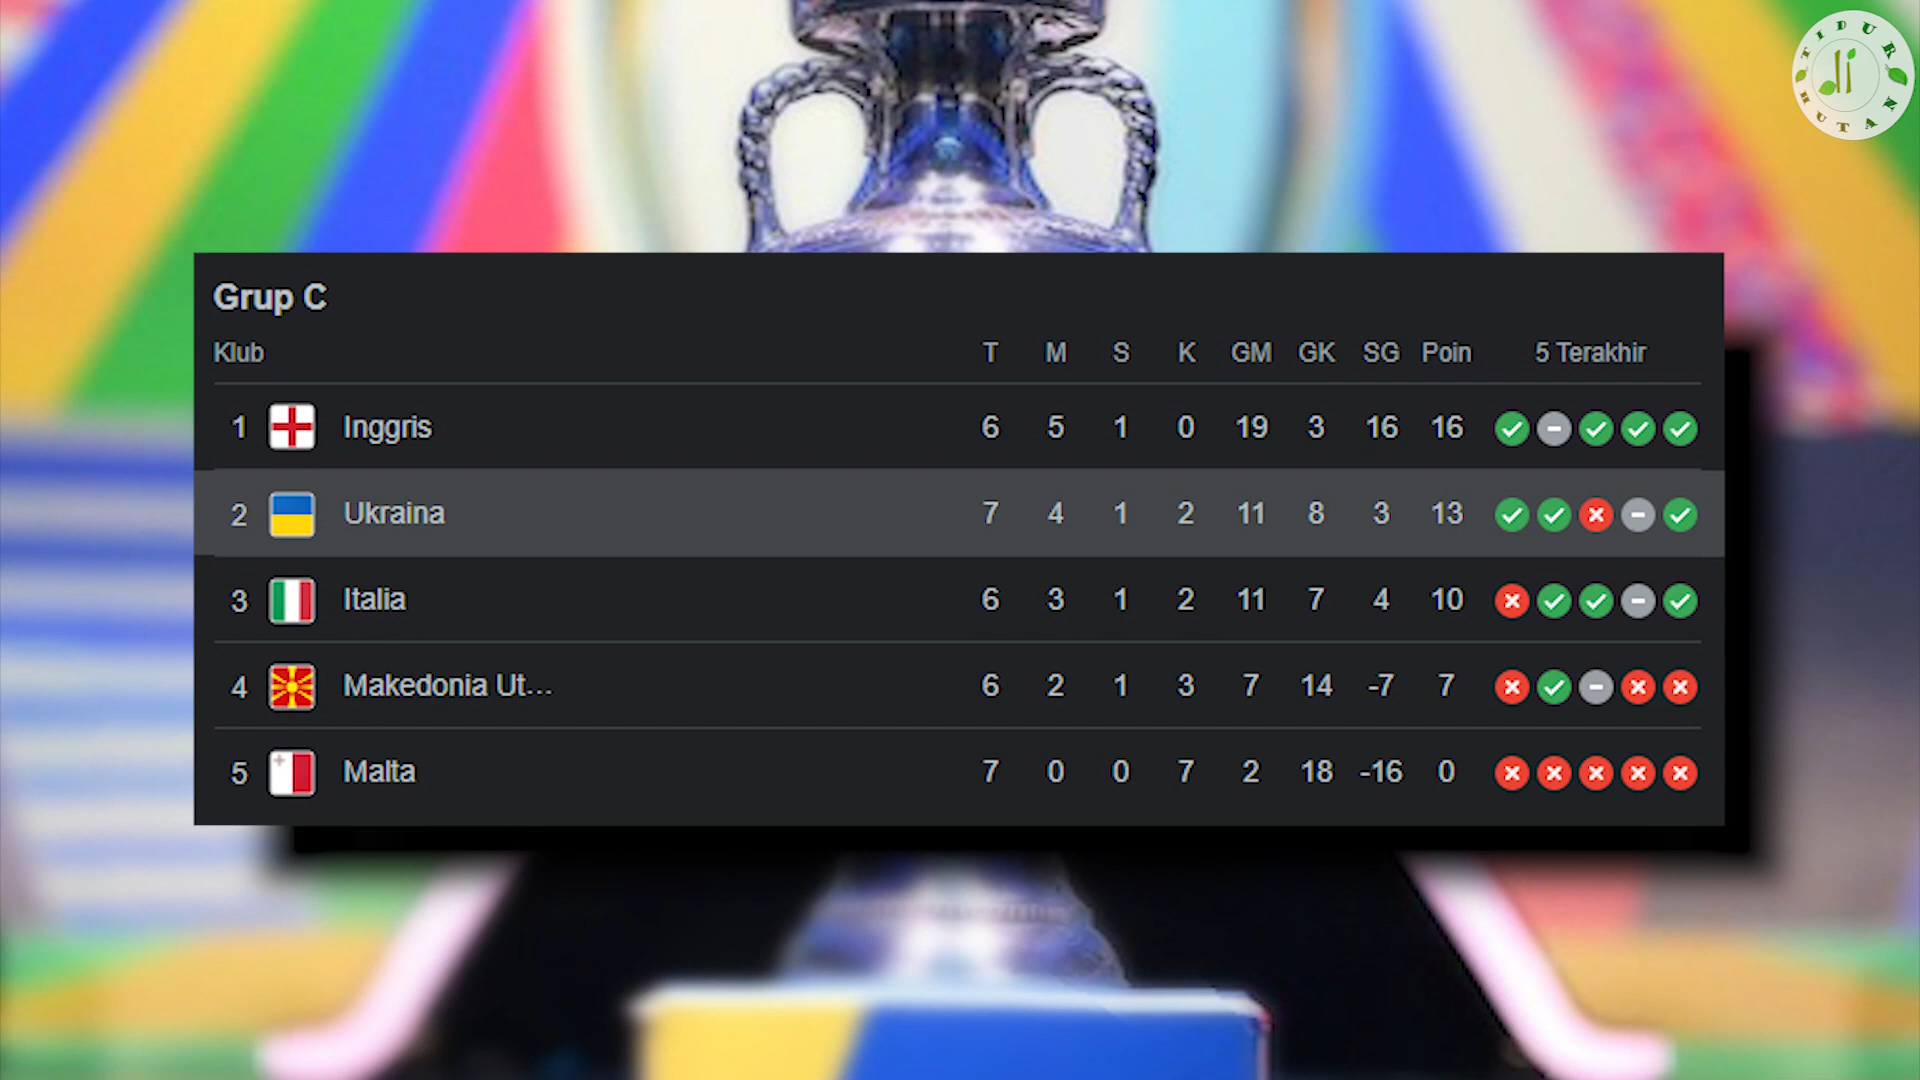 TIDUR
HUTAN
Grup C
Klub T M S K GM GK SG Poin 5 Terakhir
1 Inggris 6 5 1 0 19 3 16 16
2 Ukraina 7 4 1 2 11 8 3 13
3 Italia 6 3 1 2 11 7 4 10
4 Makedonia Ut... 6 2 1 3 7 14 -7 7
5 Malta 7 0 0 7 2 18 -16 0